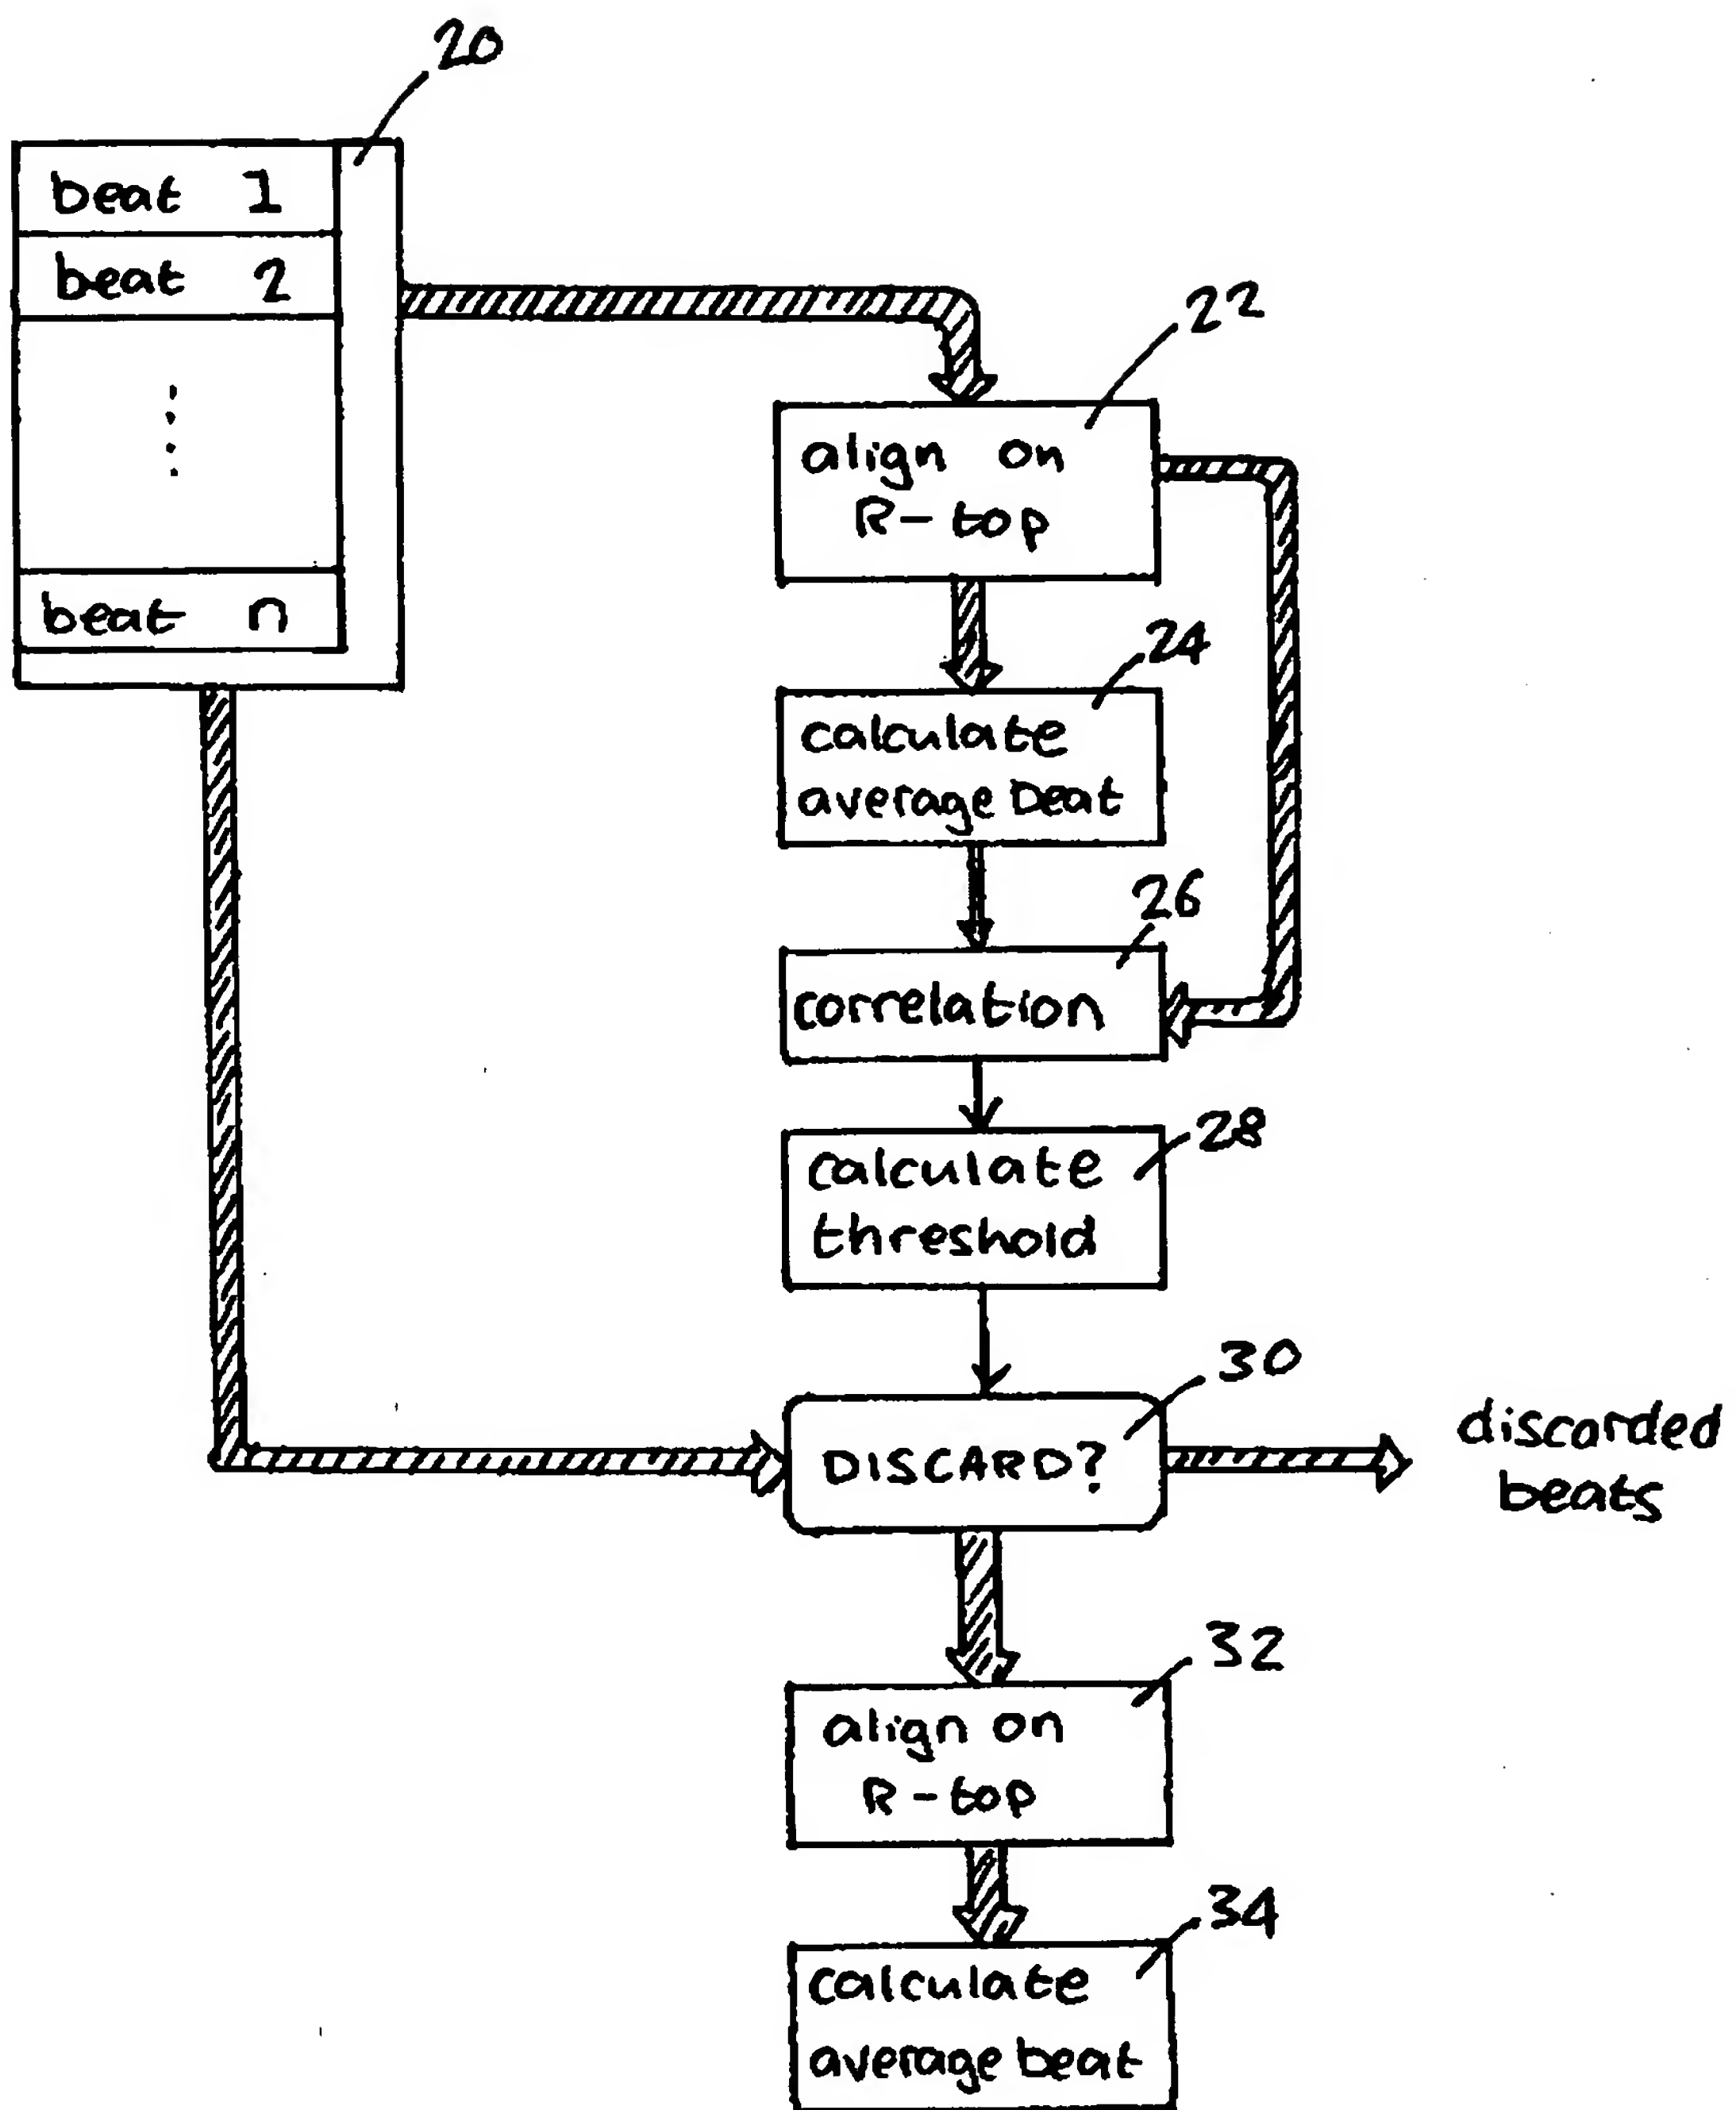 20
beat 1
beat 2
beat n
22
align on
R-top
24
calculate
average beat
26
correlation
28
calculate
threshold
30
DISCARD?
discarded
beats
32
align on
R-top
34
calculate
average beat